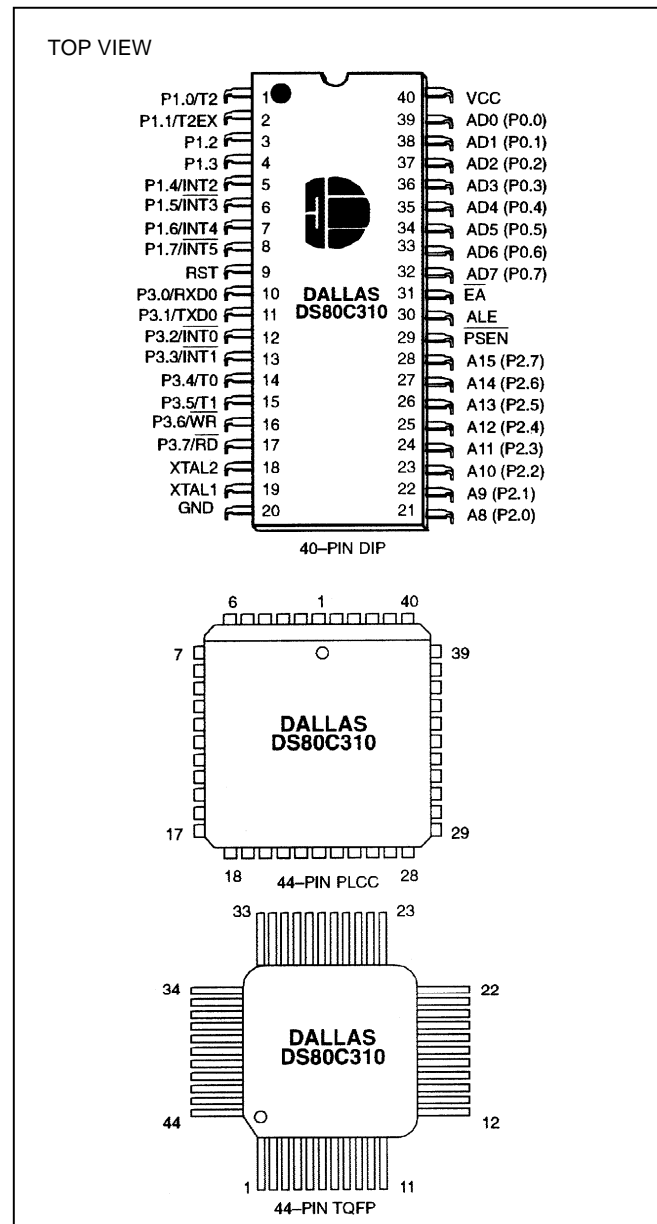 TOP VIEW
P1.0/T2 1 40 VCC
P1.1/T2EX 2 39 AD0 (P0.0)
P1.2 3 38 AD1 (P0.1)
P1.3 4 37 AD2 (P0.2)
P1.4/INT2 5 36 AD3 (P0.3)
P1.5/I̅N̅T̅3̅ 6 35 AD4 (P0.4)
P1.6/INT4 7 34 AD5 (P0.5)
P1.7/I̅N̅T̅5̅ 8 33 AD6 (P0.6)
RST 9 32 AD7 (P0.7)
P3.0/RXD0 10 31 E̅A̅
P3.1/TXD0 11 30 ALE
P3.2/I̅N̅T̅0̅ 12 29 P̅S̅E̅N̅
P3.3/I̅N̅T̅1̅ 13 28 A15 (P2.7)
P3.4/T0 14 27 A14 (P2.6)
P3.5/T1 15 26 A13 (P2.5)
P3.6/W̅R̅ 16 25 A12 (P2.4)
P3.7/R̅D̅ 17 24 A11 (P2.3)
XTAL2 18 23 A10 (P2.2)
XTAL1 19 22 A9 (P2.1)
GND 20 21 A8 (P2.0)
DALLAS
DS80C310
40–PIN DIP
6 1 40
7 39
DALLAS
DS80C310
17 29
18 28
44–PIN PLCC
33 23
34 22
DALLAS
DS80C310
44 12
1 11
44–PIN TQFP